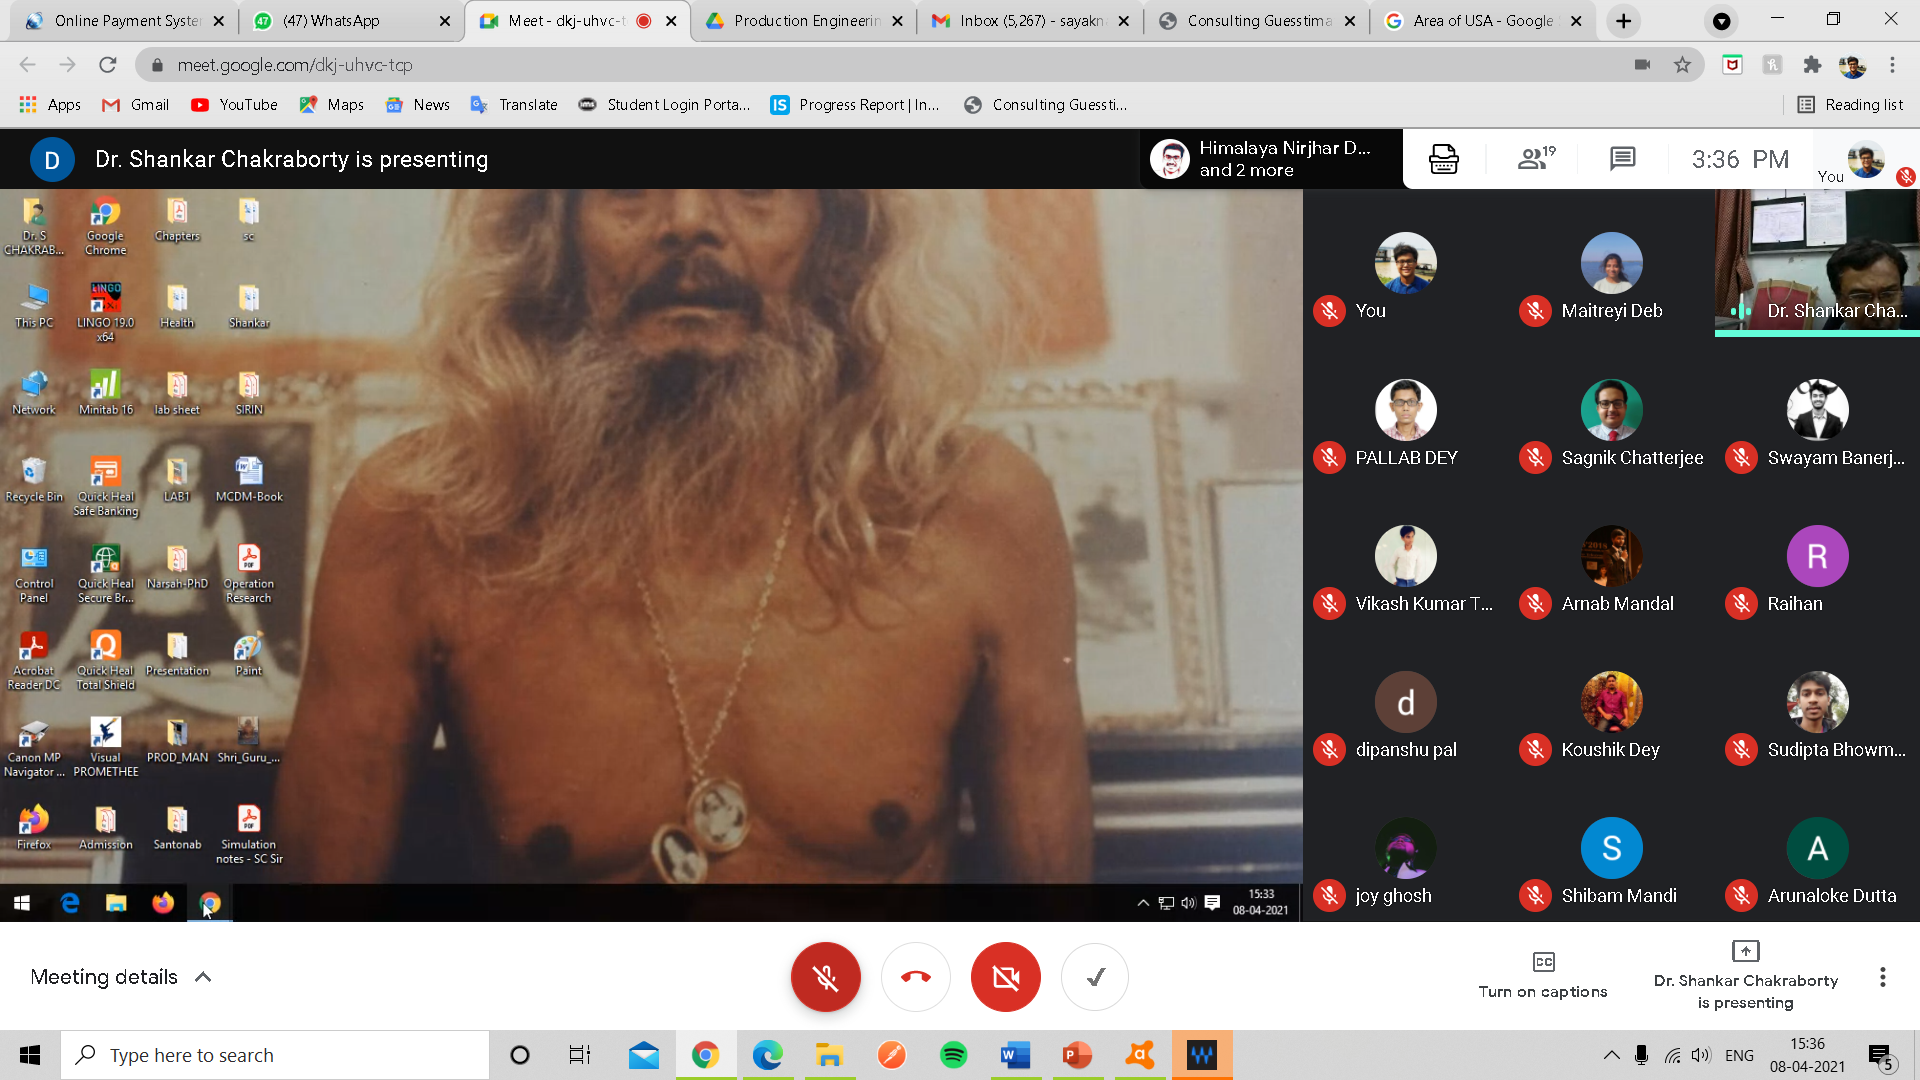 Online Payment Syste
(47) WhatsApp
Meet - dkj-uhvc-t
Production Engineerin
Inbox (5,267) - sayakn
Consulting Guesstima
Area of USA - Google
meet.google.com/dkj-uhvc-tcp
Apps
Gmail
YouTube
Maps
News
Translate
Student Login Porta...
Progress Report | In...
Consulting Guessti...
Reading list
D
Dr. Shankar Chakraborty is presenting
Himalaya Nirjhar D...
and 2 more
19
3:36 PM
You
Dr. S
CHAKRAB...
Google
Chrome
Chapters
sc
This PC
LINGO 19.0
x64
Health
Shankar
Network
Minitab 16
lab sheet
SIRIN
Recycle Bin
Quick Heal
Safe Banking
LAB1
MCDM-Book
Control
Panel
Quick Heal
Secure Br...
Narsah-PhD
Operation
Research
Acrobat
Reader DC
Quick Heal
Total Shield
Presentation
Paint
Canon MP
Navigator ...
Visual
PROMETHEE
PROD_MAN
Shri_Guru_...
Firefox
Admission
Santonab
Simulation
notes - SC Sir
15:33
08-04-2021
You
Maitreyi Deb
Dr. Shankar Cha...
PALLAB DEY
Sagnik Chatterjee
Swayam Banerj...
R
Vikash Kumar T...
Arnab Mandal
Raihan
d
dipanshu pal
Koushik Dey
Sudipta Bhowm...
S
A
joy ghosh
Shibam Mandi
Arunaloke Dutta
Meeting details
CC
Turn on captions
Dr. Shankar Chakraborty
is presenting
Type here to search
ENG
15:36
08-04-2021
5